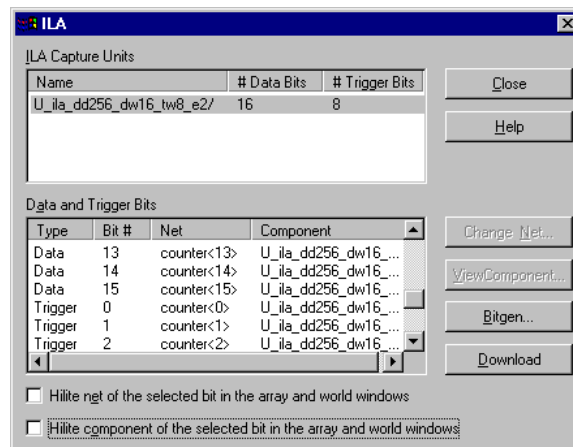 ILA
ILA Capture Units
Name # Data Bits # Trigger Bits
U_ila_dd256_dw16_tw8_e2/ 16 8
Close
Help
Data and Trigger Bits
Type Bit # Net Component
Data 13 counter<13> U_ila_dd256_dw16_...
Data 14 counter<14> U_ila_dd256_dw16_...
Data 15 counter<15> U_ila_dd256_dw16_...
Trigger 0 counter<0> U_ila_dd256_dw16_...
Trigger 1 counter<1> U_ila_dd256_dw16_...
Trigger 2 counter<2> U_ila_dd256_dw16_...
Change Net...
ViewComponent...
Bitgen...
Download
Hilite net of the selected bit in the array and world windows
Hilite component of the selected bit in the array and world windows